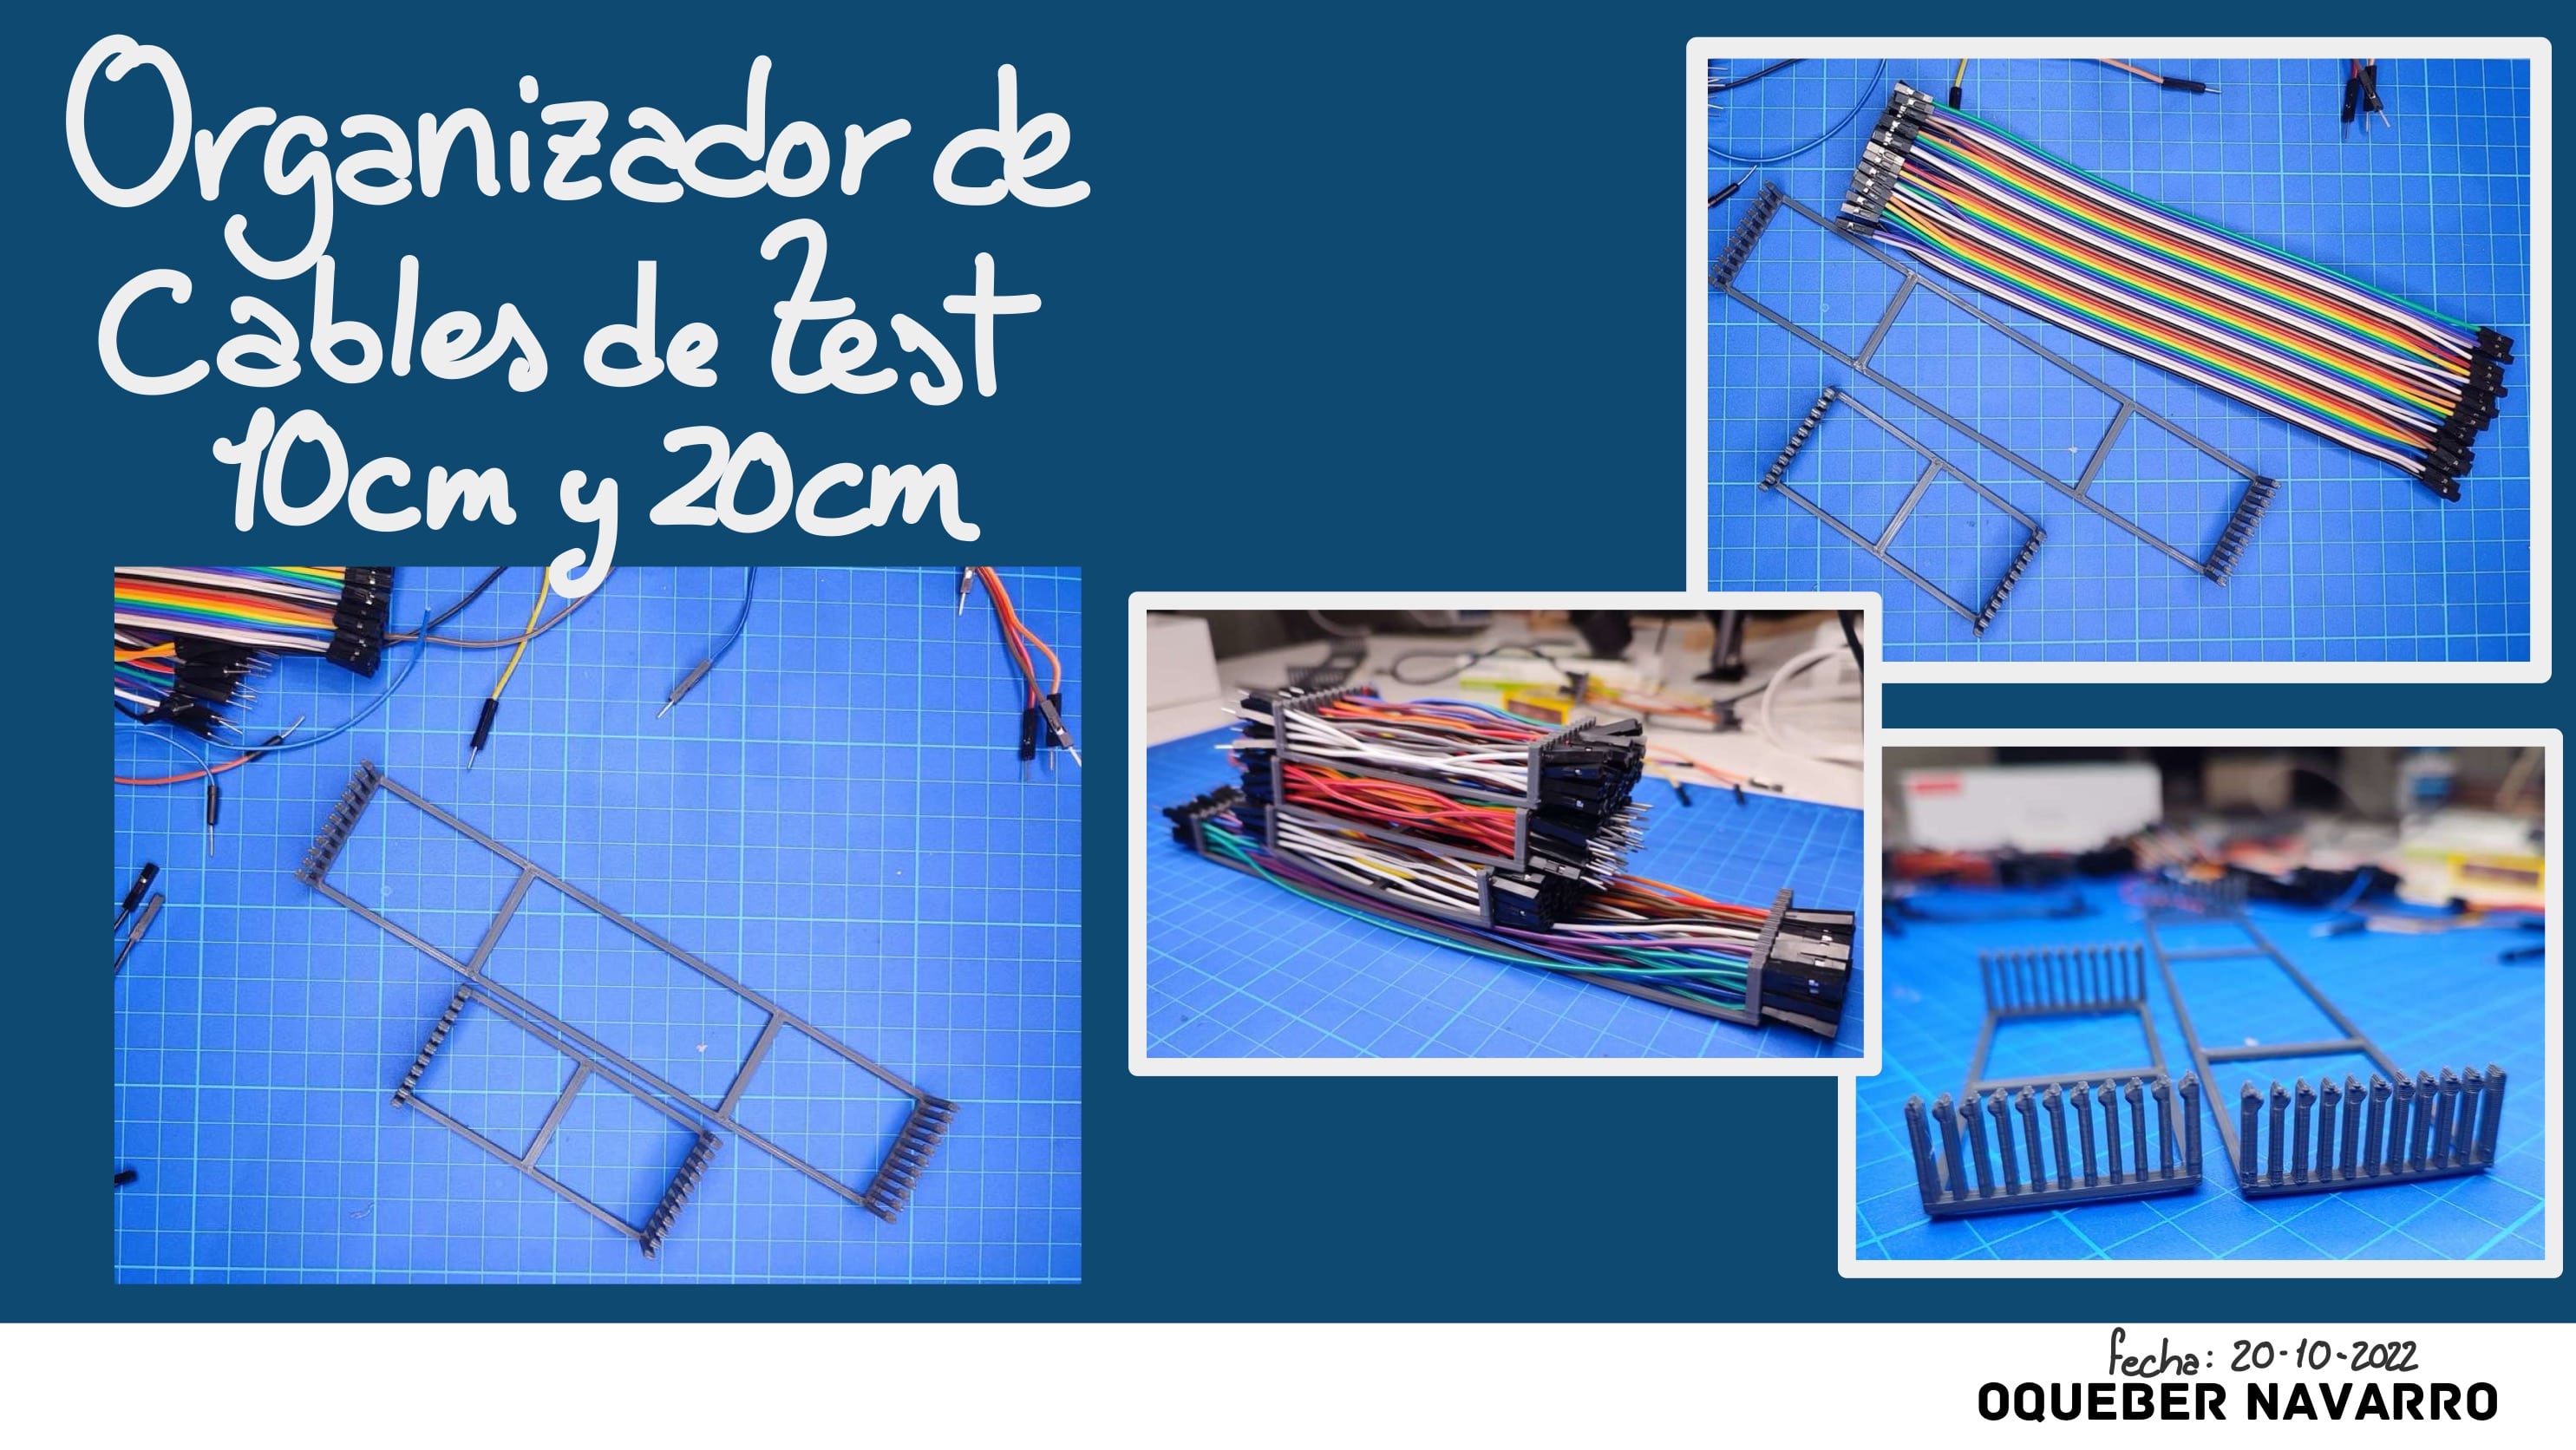 Organizador de
Cables de Test
10cm y 20cm
fecha: 20-10-2022
OQUEBER NAVARRO